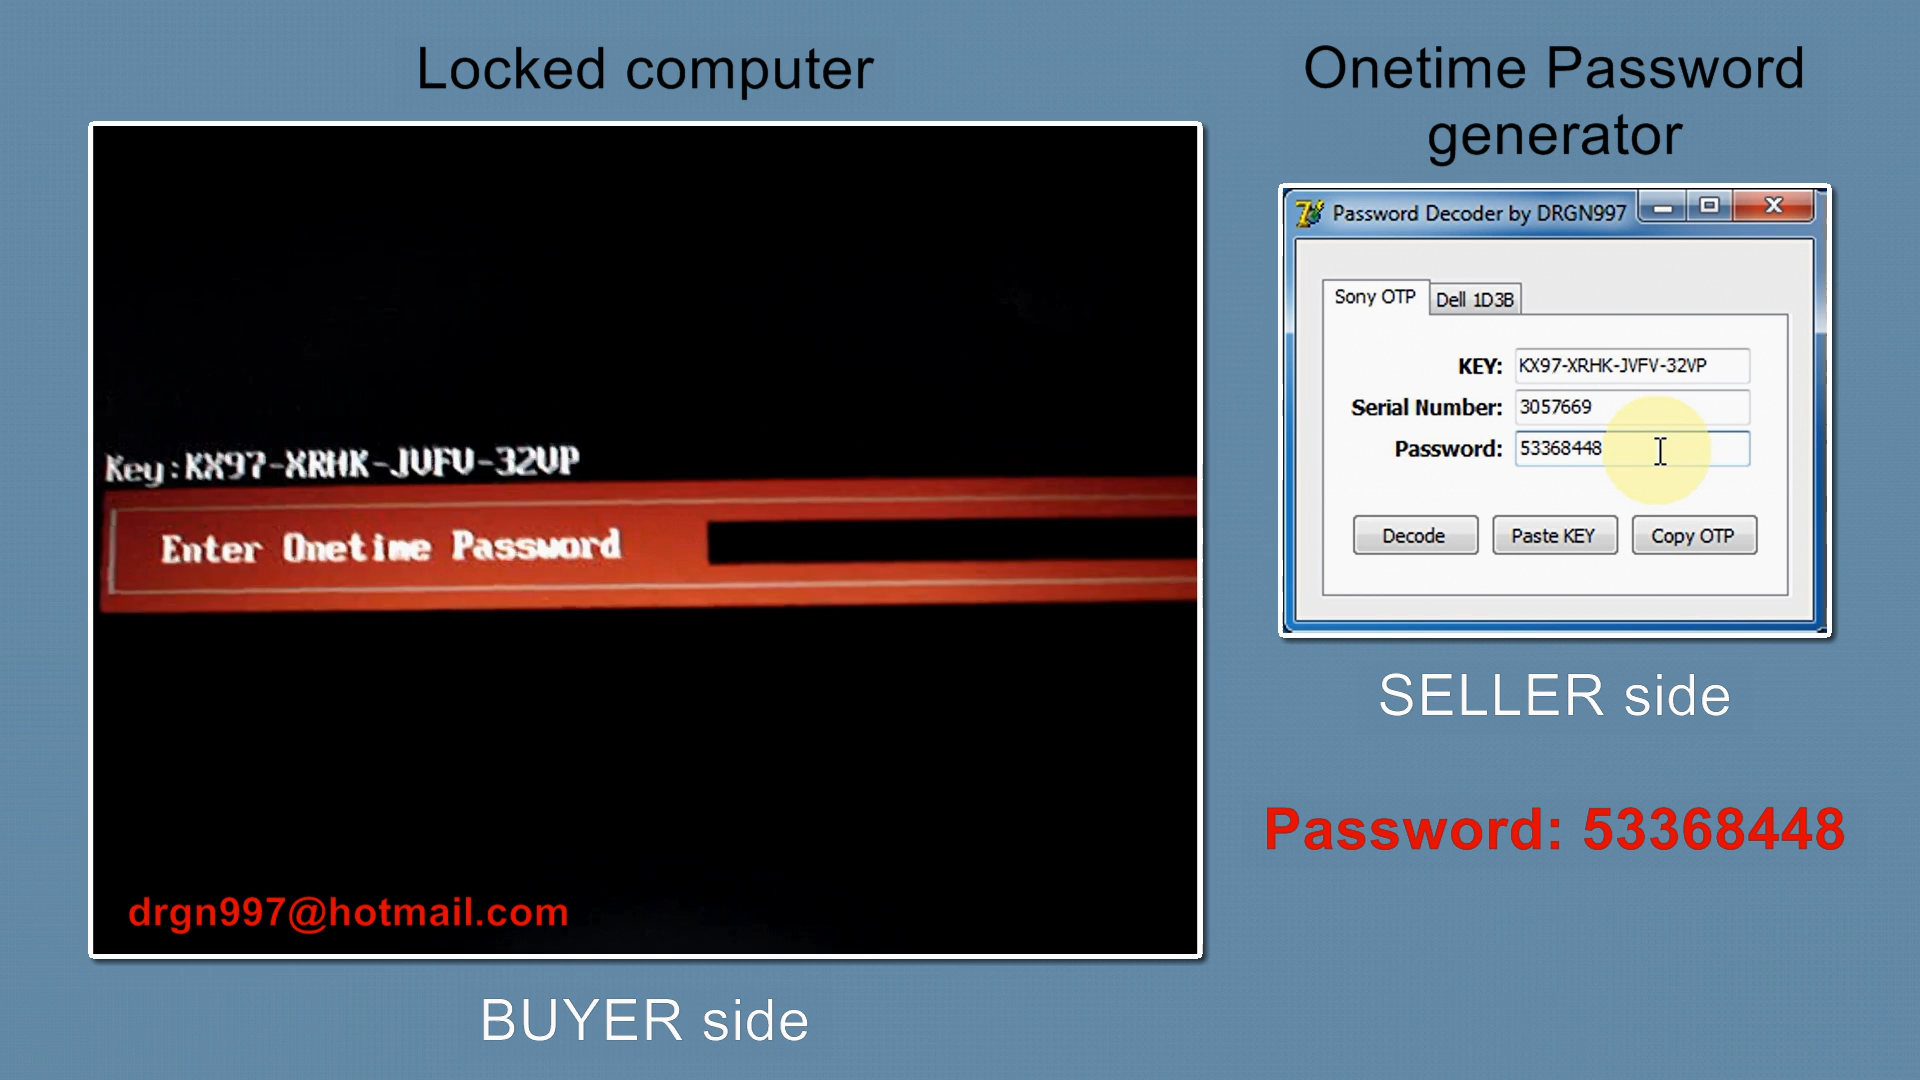 Locked computer
Key:KX97-XRHK-JVFV-32VP
Enter Onetime Password
drgn997@hotmail.com
BUYER side
Onetime Password
generator
Password Decoder by DRGN997
Sony OTP
Dell 1D3B
KEY: KX97-XRHK-JVFV-32VP
Serial Number: 3057669
Password: 53368448
Decode
Paste KEY
Copy OTP
SELLER side
Password: 53368448